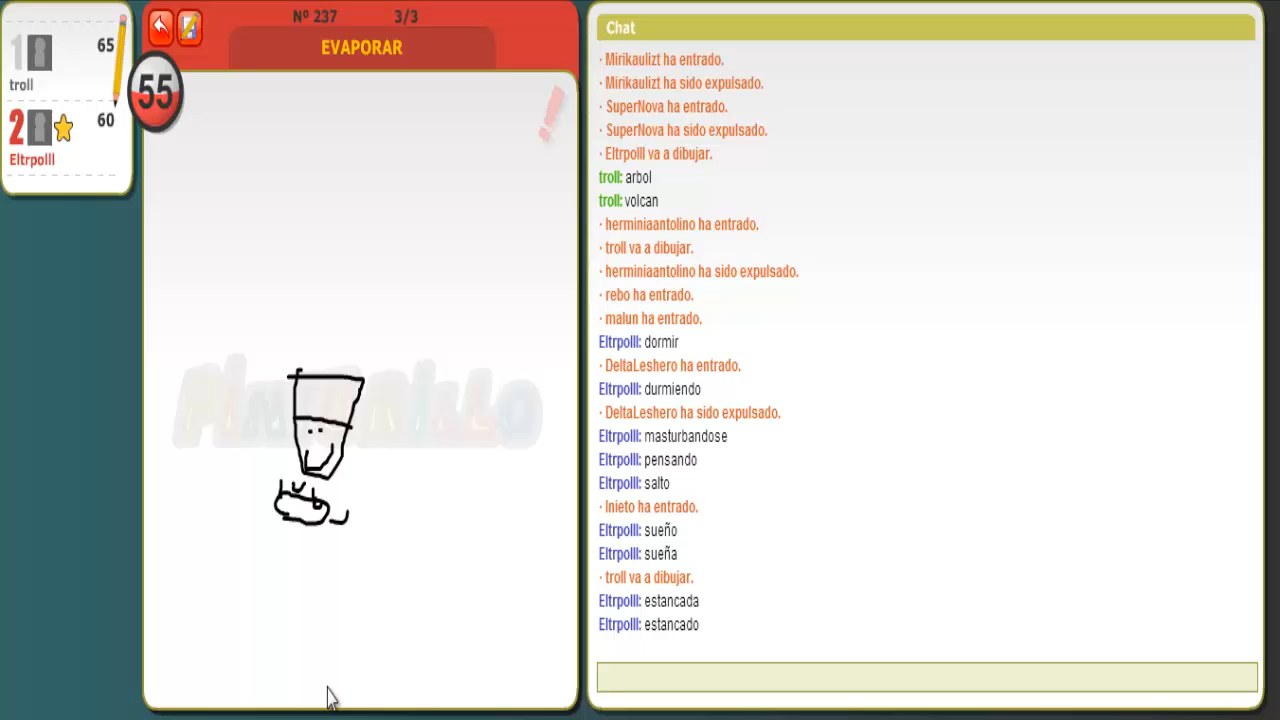 1
65
troll
2
60
Eltrpolll
Nº 237 3/3
EVAPORAR
55
!
PINTURILLO
Chat
· Mirikaulizt ha entrado.
· Mirikaulizt ha sido expulsado.
· SuperNova ha entrado.
· SuperNova ha sido expulsado.
· Eltrpolll va a dibujar.
troll: arbol
troll: volcan
· herminiaantolino ha entrado.
· troll va a dibujar.
· herminiaantolino ha sido expulsado.
· rebo ha entrado.
· malun ha entrado.
Eltrpolll: dormir
· DeltaLeshero ha entrado.
Eltrpolll: durmiendo
· DeltaLeshero ha sido expulsado.
Eltrpolll: masturbandose
Eltrpolll: pensando
Eltrpolll: salto
· lnieto ha entrado.
Eltrpolll: sueño
Eltrpolll: sueña
· troll va a dibujar.
Eltrpolll: estancada
Eltrpolll: estancado